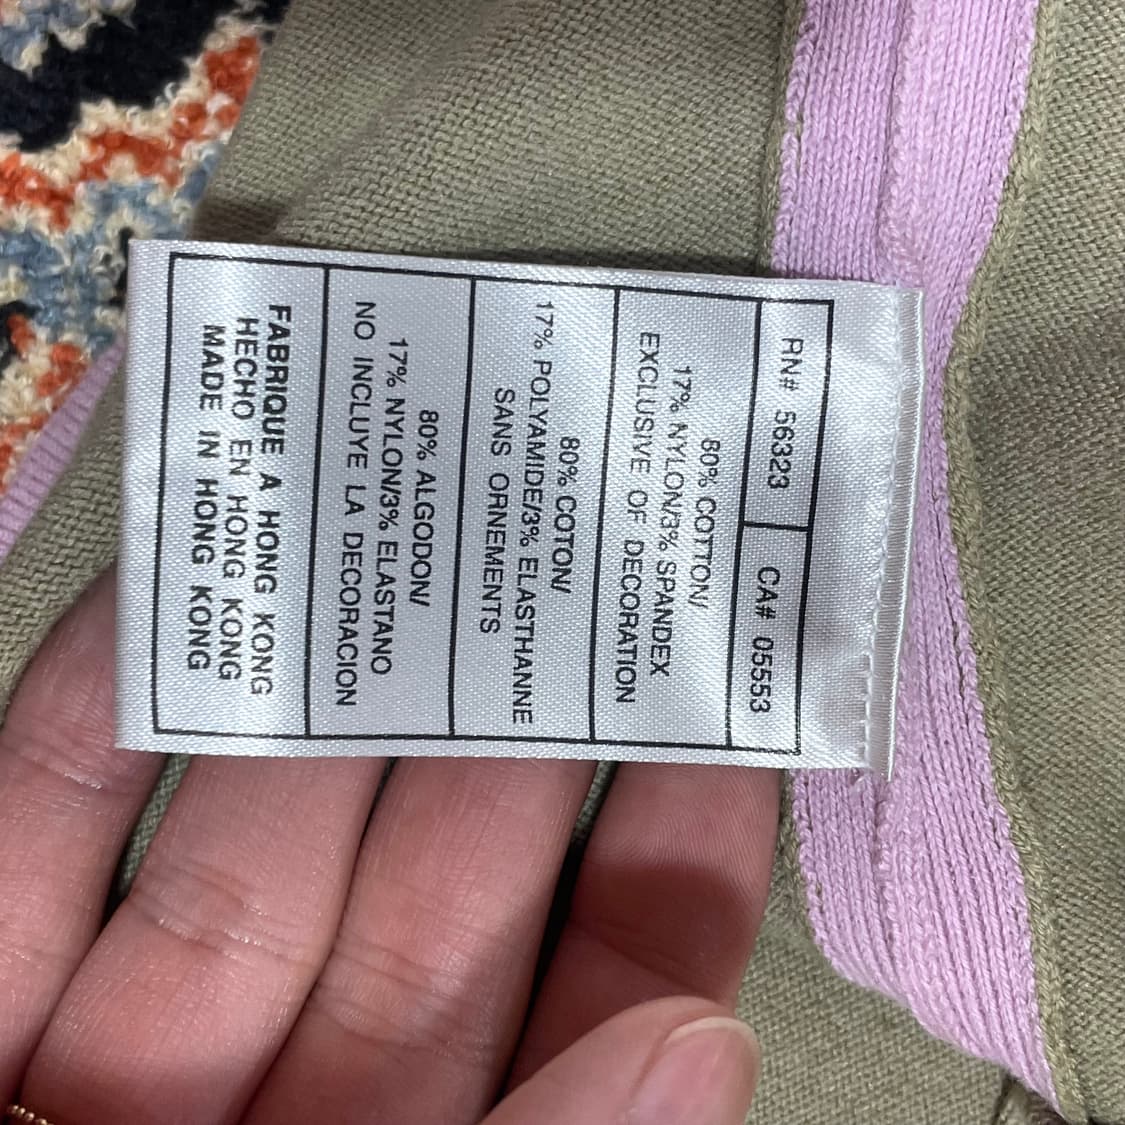 RN# 56323 CA# 05553
80% COTTON/
17% NYLON/3% SPANDEX
EXCLUSIVE OF DECORATION
80% COTON/
17% POLYAMIDE/3% ELASTHANNE
SANS ORNEMENTS
80% ALGODON/
17% NYLON/3% ELASTANO
NO INCLUYE LA DECORACION
FABRIQUE A HONG KONG
HECHO EN HONG KONG
MADE IN HONG KONG